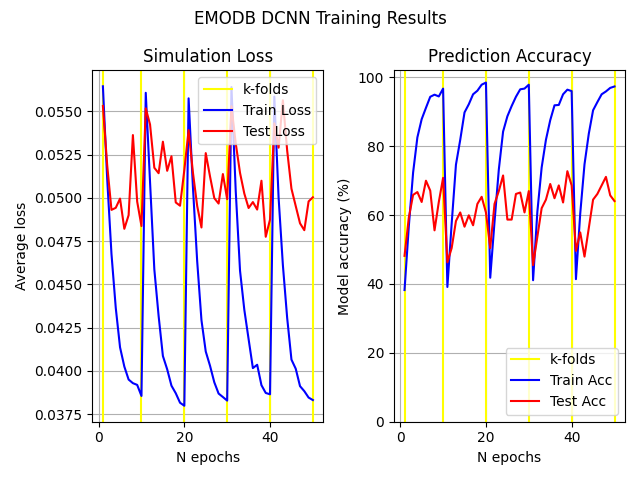 EMODB DCNN Training Results
Simulation Loss
Average loss
0.0550
0.0525
0.0500
0.0475
0.0450
0.0425
0.0400
0.0375
0
20
40
N epochs
k-folds
Train Loss
Test Loss
Prediction Accuracy
Model accuracy (%)
100
80
60
40
20
0
0
20
40
N epochs
k-folds
Train Acc
Test Acc